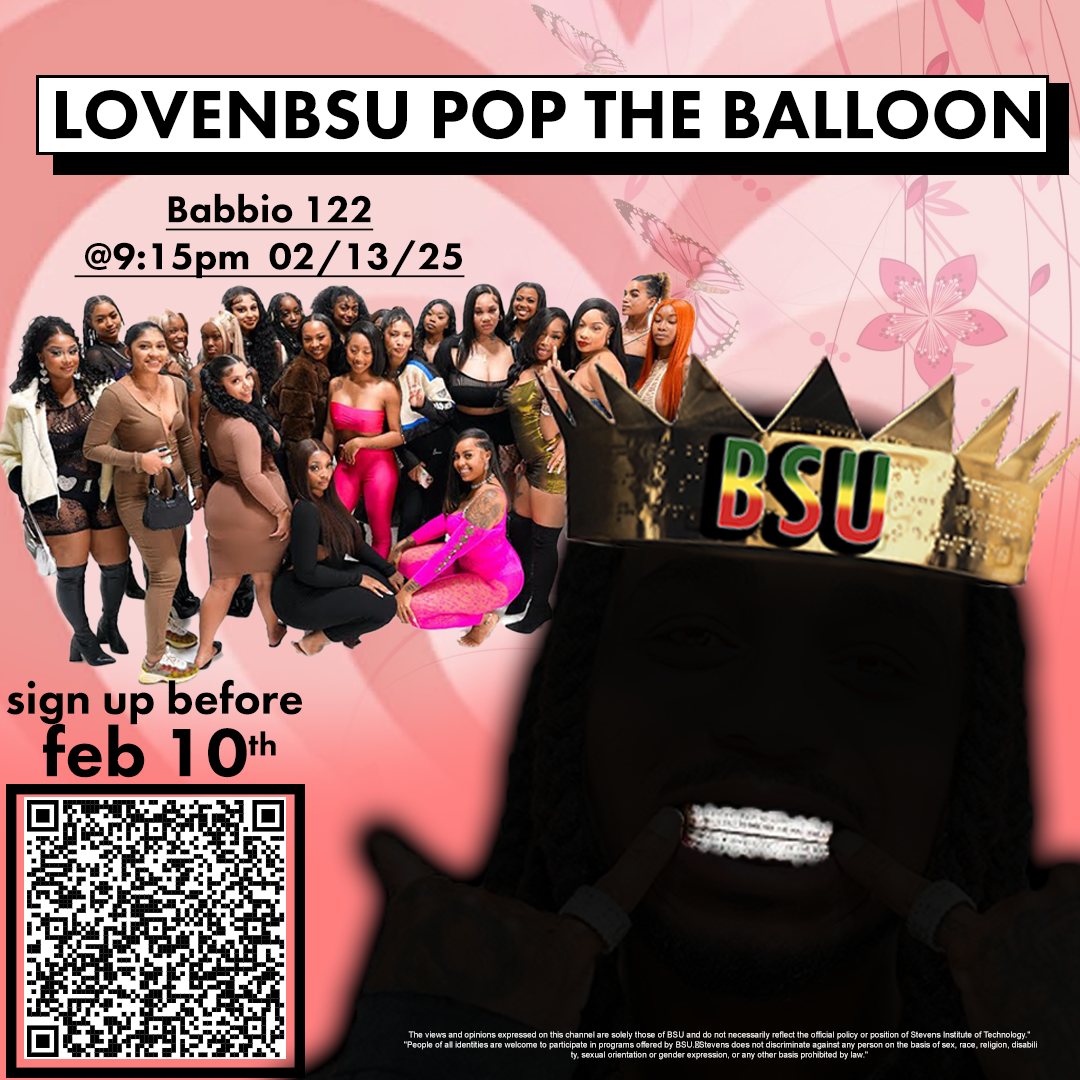 LOVENBSU POP THE BALLOON
Babbio 122
@9:15pm 02/13/25
BSU
sign up before
feb 10th
The views and opinions expressed on this channel are solely those of BSU and do not necessarily reflect the official policy or position of Stevens Institute of Technology."
"People of all identities are welcome to participate in programs offered by BSU. Stevens does not discriminate against any person on the basis of sex, race, religion, disabili
ty, sexual orientation or gender expression, or any other basis prohibited by law."